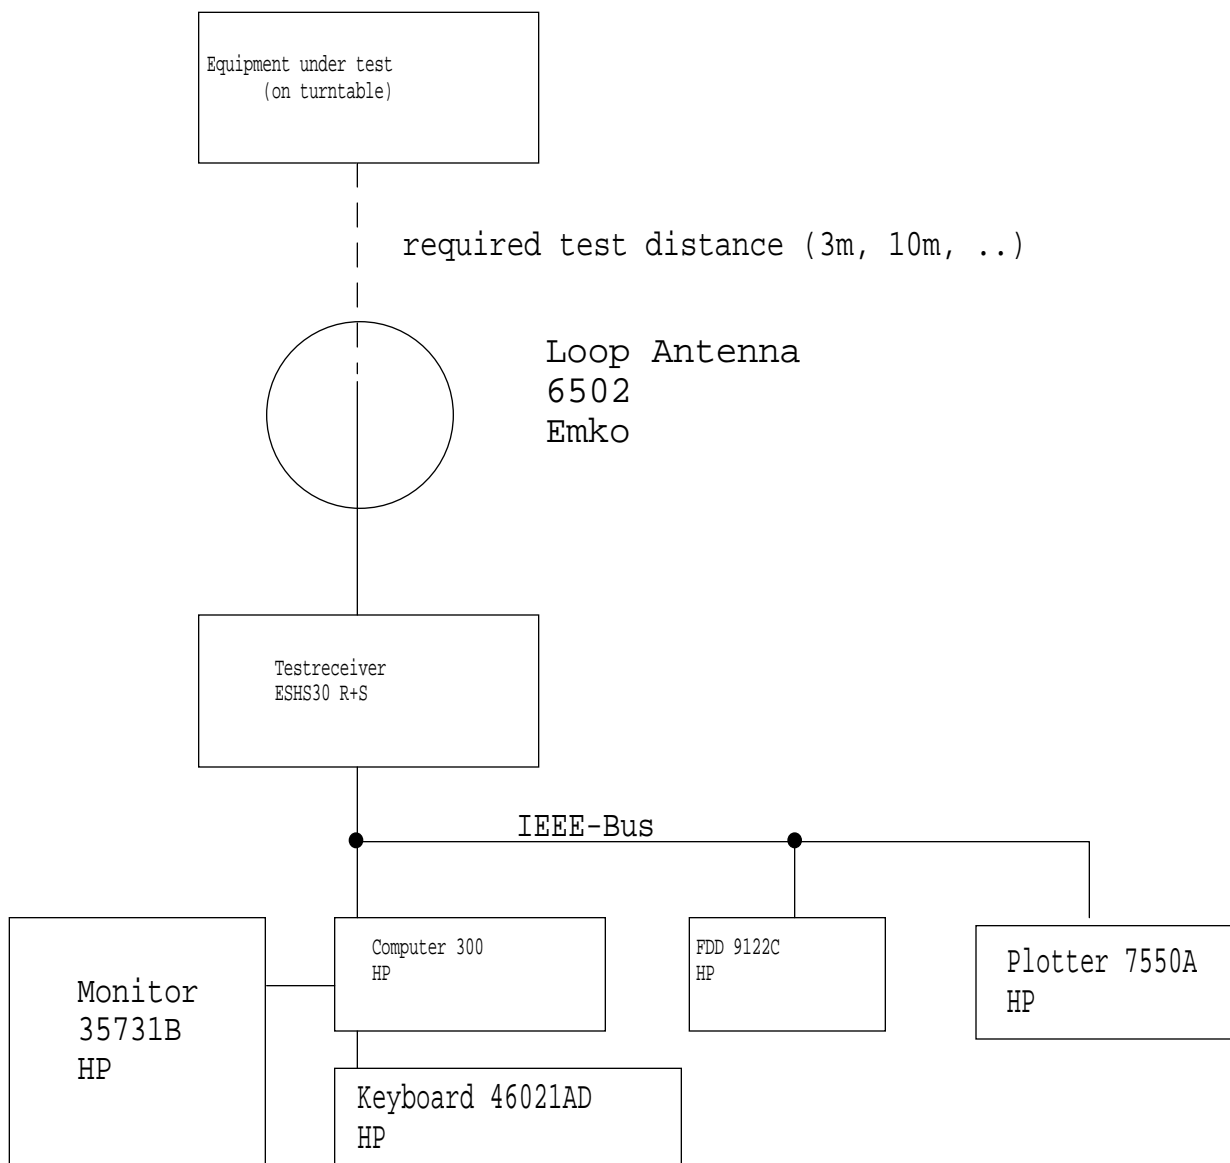 Equipment under test
(on turntable)
required test distance (3m, 10m, ..)
Loop Antenna
6502
Emko
Testreceiver
ESHS30 R+S
IEEE-Bus
Computer 300
HP
FDD 9122C
HP
Plotter 7550A
HP
Monitor
35731B
HP
Keyboard 46021AD
HP